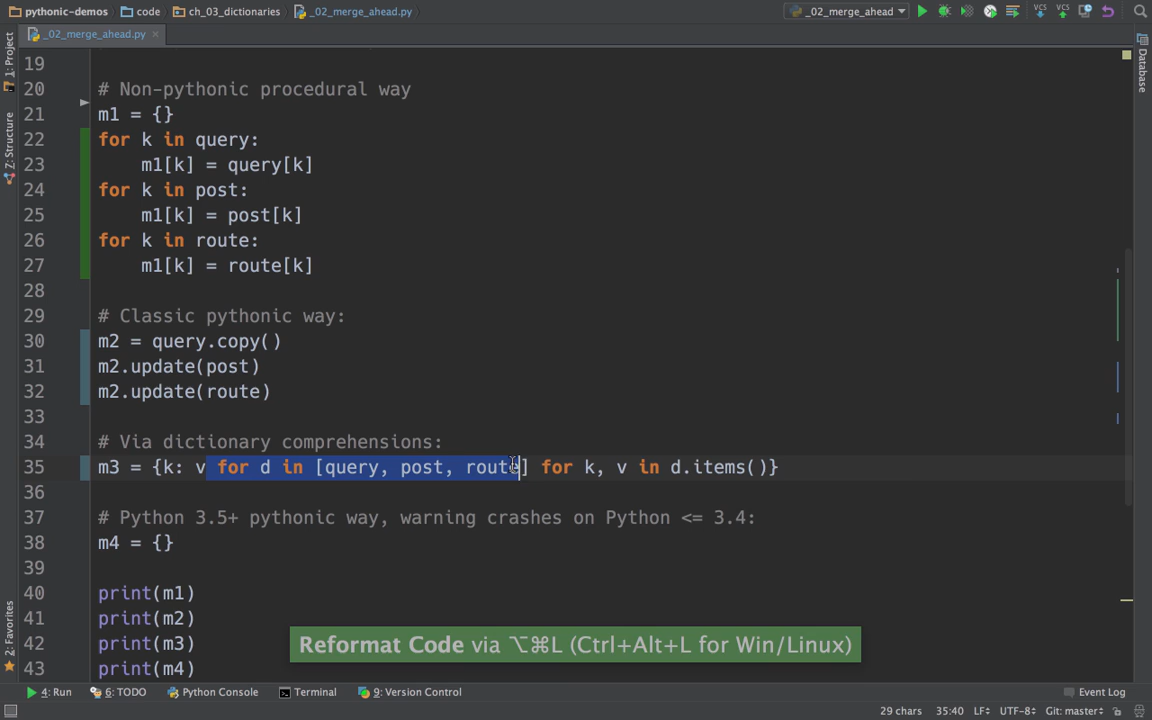 pythonic-demos code ch_03_dictionaries _02_merge_ahead.py _02_merge_ahead
_02_merge_ahead.py
1: Project
Z: Structure
2: Favorites
Database
19
20 # Non-pythonic procedural way
21 m1 = {}
22 for k in query:
23     m1[k] = query[k]
24 for k in post:
25     m1[k] = post[k]
26 for k in route:
27     m1[k] = route[k]
28
29 # Classic pythonic way:
30 m2 = query.copy()
31 m2.update(post)
32 m2.update(route)
33
34 # Via dictionary comprehensions:
35 m3 = {k: v for d in [query, post, route] for k, v in d.items()}
36
37 # Python 3.5+ pythonic way, warning crashes on Python <= 3.4:
38 m4 = {}
39
40 print(m1)
41 print(m2)
42 print(m3)
43 print(m4)
Reformat Code via ⌥⌘L (Ctrl+Alt+L for Win/Linux)
4: Run 6: TODO Python Console Terminal 9: Version Control Event Log
29 chars 35:40 LF÷ UTF-8÷ Git: master÷
VCS VCS